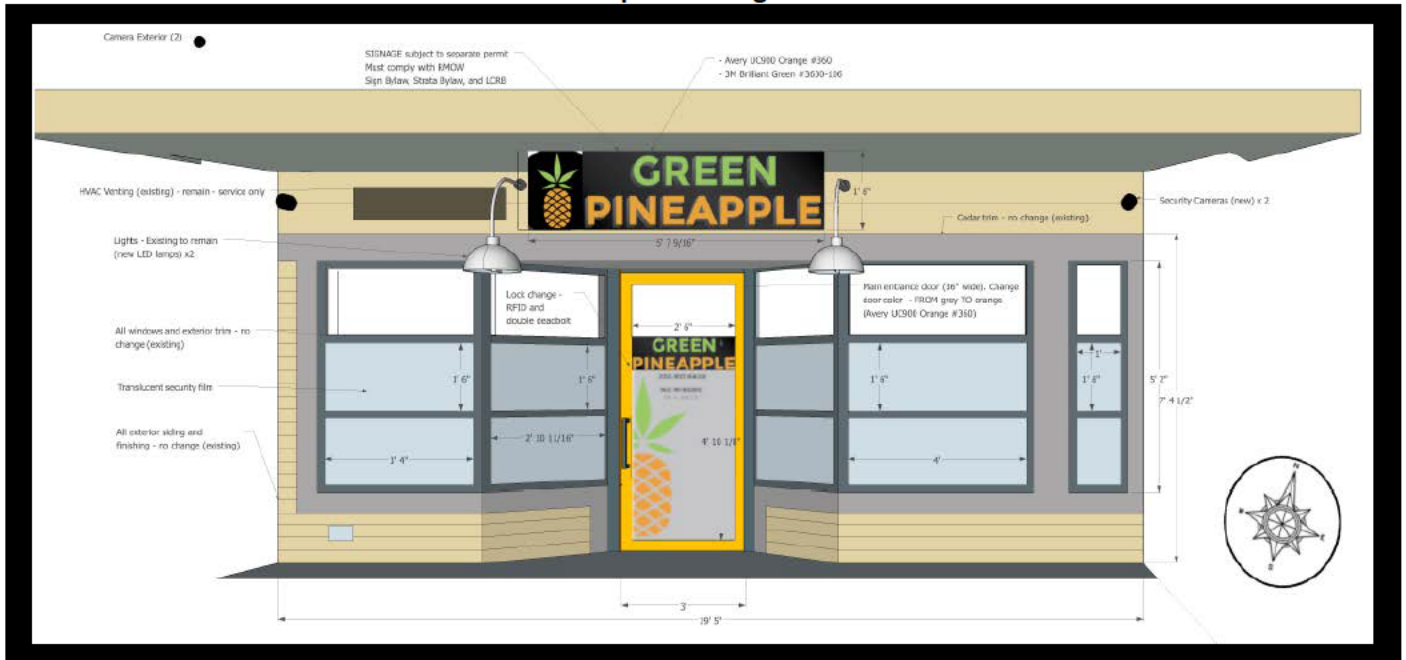 Camera Exterior (2)
SIGNAGE subject to separate permit
Must comply with RMOW
Sign Bylaw, Strata Bylaw, and LCRB
- Avery UC900 Orange #360
- 3M Brilliant Green #3630-106
GREEN
PINEAPPLE
1' 6"
5' 7 9/16"
HVAC Venting (existing) - remain - service only
Security Cameras (new) x 2
Cedar trim - no change (existing)
Lights - Existing to remain
(new LED lamps) x2
Lock change -
RFID and
double deadbolt
Main entrance door (36" wide). Change
door color - FROM grey TO orange
(Avery UC900 Orange #360)
2' 6"
All windows and exterior trim - no
change (existing)
GREEN
PINEAPPLE
1' 6"
1' 6"
1' 6"
1'
1' 6"
5' 2"
7' 4 1/2"
Translucent security film
All exterior siding and
finishing - no change (existing)
2' 10 11/16"
4' 10 1/8"
4'
N
3'
19' 5"